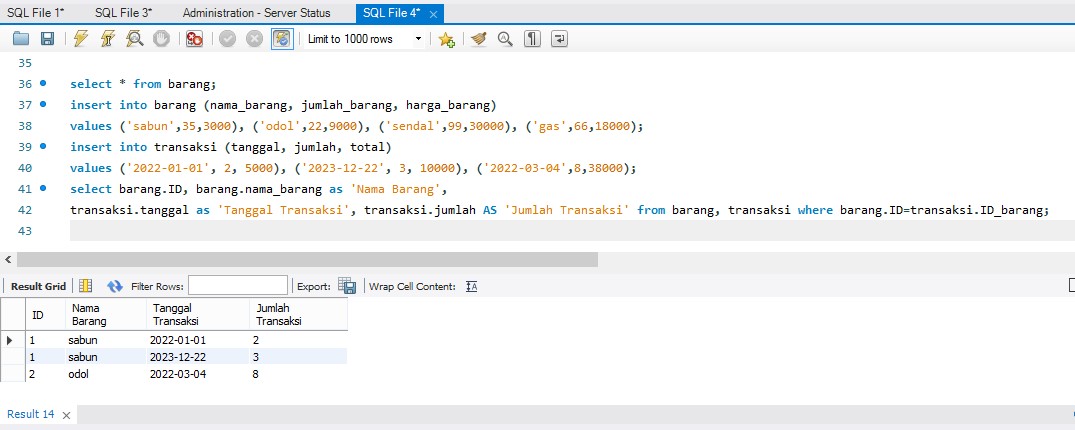 SQL File 1* SQL File 3* Administration - Server Status SQL File 4*
Limit to 1000 rows
35
36 select * from barang;
37 insert into barang (nama_barang, jumlah_barang, harga_barang)
38 values ('sabun',35,3000), ('odol',22,9000), ('sendal',99,30000), ('gas',66,18000);
39 insert into transaksi (tanggal, jumlah, total)
40 values ('2022-01-01', 2, 5000), ('2023-12-22', 3, 10000), ('2022-03-04',8,38000);
41 select barang.ID, barang.nama_barang as 'Nama Barang',
42 transaksi.tanggal as 'Tanggal Transaksi', transaksi.jumlah AS 'Jumlah Transaksi' from barang, transaksi where barang.ID=transaksi.ID_barang;
43
Result Grid Filter Rows: Export: Wrap Cell Content:
ID Nama Barang Tanggal Transaksi Jumlah Transaksi
1 sabun 2022-01-01 2
1 sabun 2023-12-22 3
2 odol 2022-03-04 8
Result 14